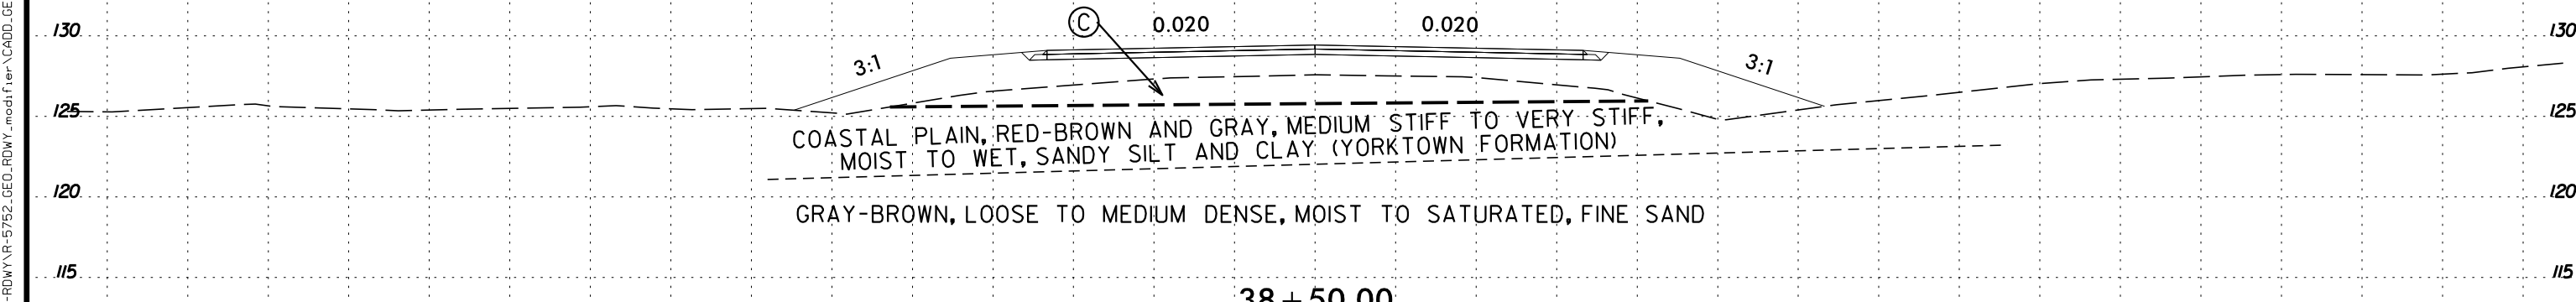 130 C 0.020 0.020 130
3:1 3:1
125 125
COASTAL PLAIN, RED-BROWN AND GRAY, MEDIUM STIFF TO VERY STIFF,
MOIST TO WET, SANDY SILT AND CLAY (YORKTOWN FORMATION)
120 120
GRAY-BROWN, LOOSE TO MEDIUM DENSE, MOIST TO SATURATED, FINE SAND
115 115
38+50.00
-RDWY\R-5752_GEO_RDWY_modifier\CADD_GE